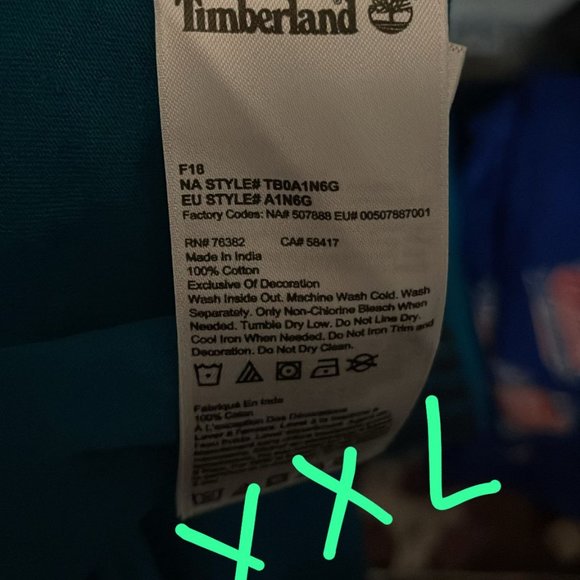 Timberland
F18
NA STYLE# TB0A1N6G
EU STYLE# A1N6G
Factory Codes: NA# 507888 EU# 00507887001
RN# 76382 CA# 58417
Made In India
100% Cotton
Exclusive Of Decoration
Wash Inside Out. Machine Wash Cold. Wash
Separately. Only Non-Chlorine Bleach When
Needed. Tumble Dry Low. Do Not Line Dry.
Cool Iron When Needed. Do Not Iron Trim and
Decoration. Do Not Dry Clean.
Fabriqué En Inde
100% Coton
A L'exception Des Décorations
XXL